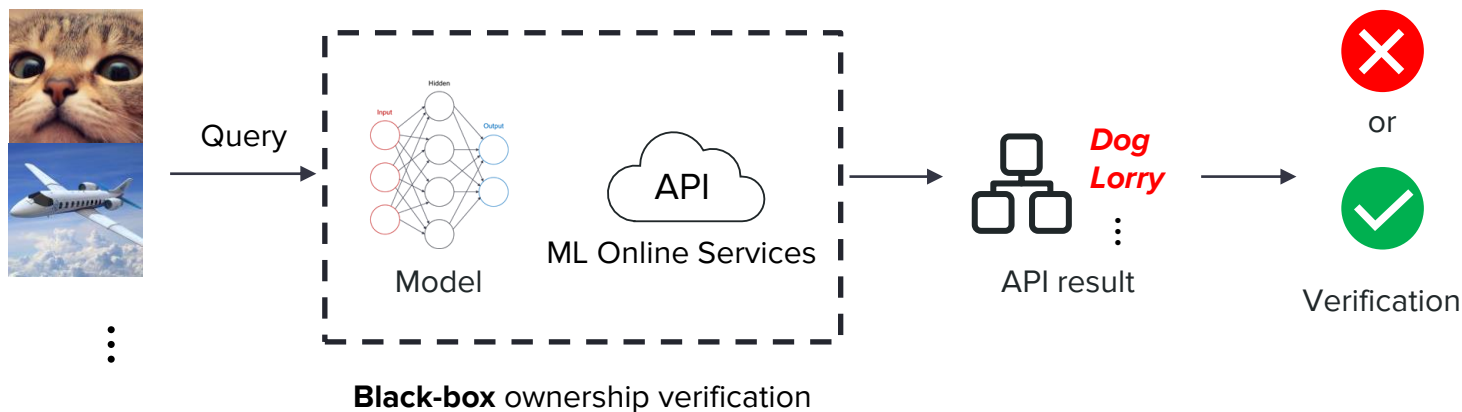 Query
Input
Hidden
Output
Model
API
ML Online Services
Dog
Lorry
API result
or
Verification
Black-box ownership verification